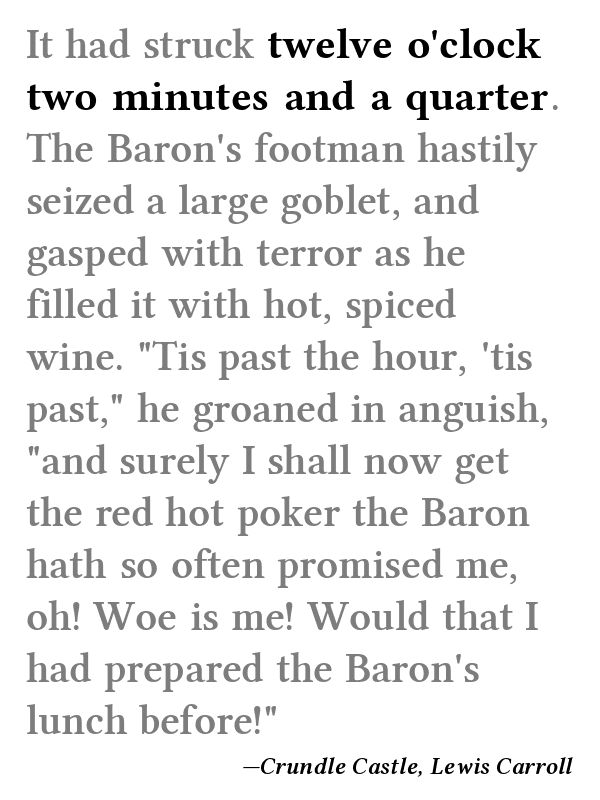 It had struck twelve o'clock
two minutes and a quarter.
The Baron's footman hastily
seized a large goblet, and
gasped with terror as he
filled it with hot, spiced
wine. "Tis past the hour, 'tis
past," he groaned in anguish,
"and surely I shall now get
the red hot poker the Baron
hath so often promised me,
oh! Woe is me! Would that I
had prepared the Baron's
lunch before!"
—Crundle Castle, Lewis Carroll